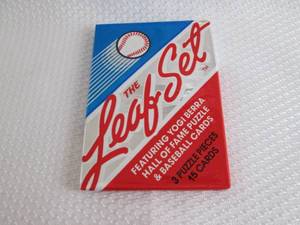 THE
Leaf Set
TM
FEATURING YOGI BERRA
HALL OF FAME PUZZLE
& BASEBALL CARDS
3 PUZZLE PIECES
15 CARDS